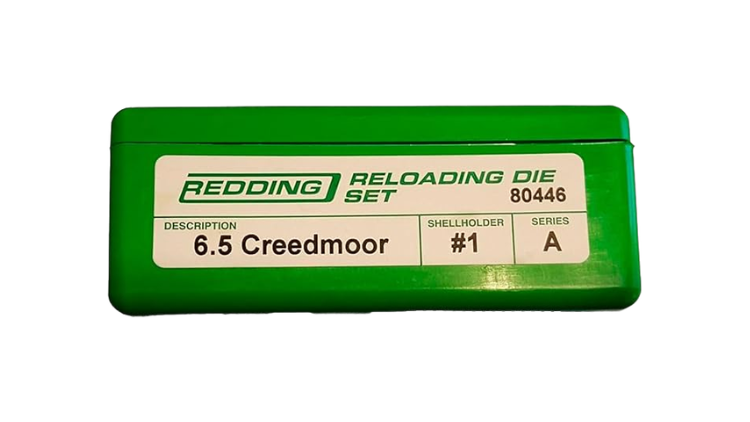 REDDING RELOADING DIE
SET 80446
DESCRIPTION SHELLHOLDER SERIES
6.5 Creedmoor #1 A